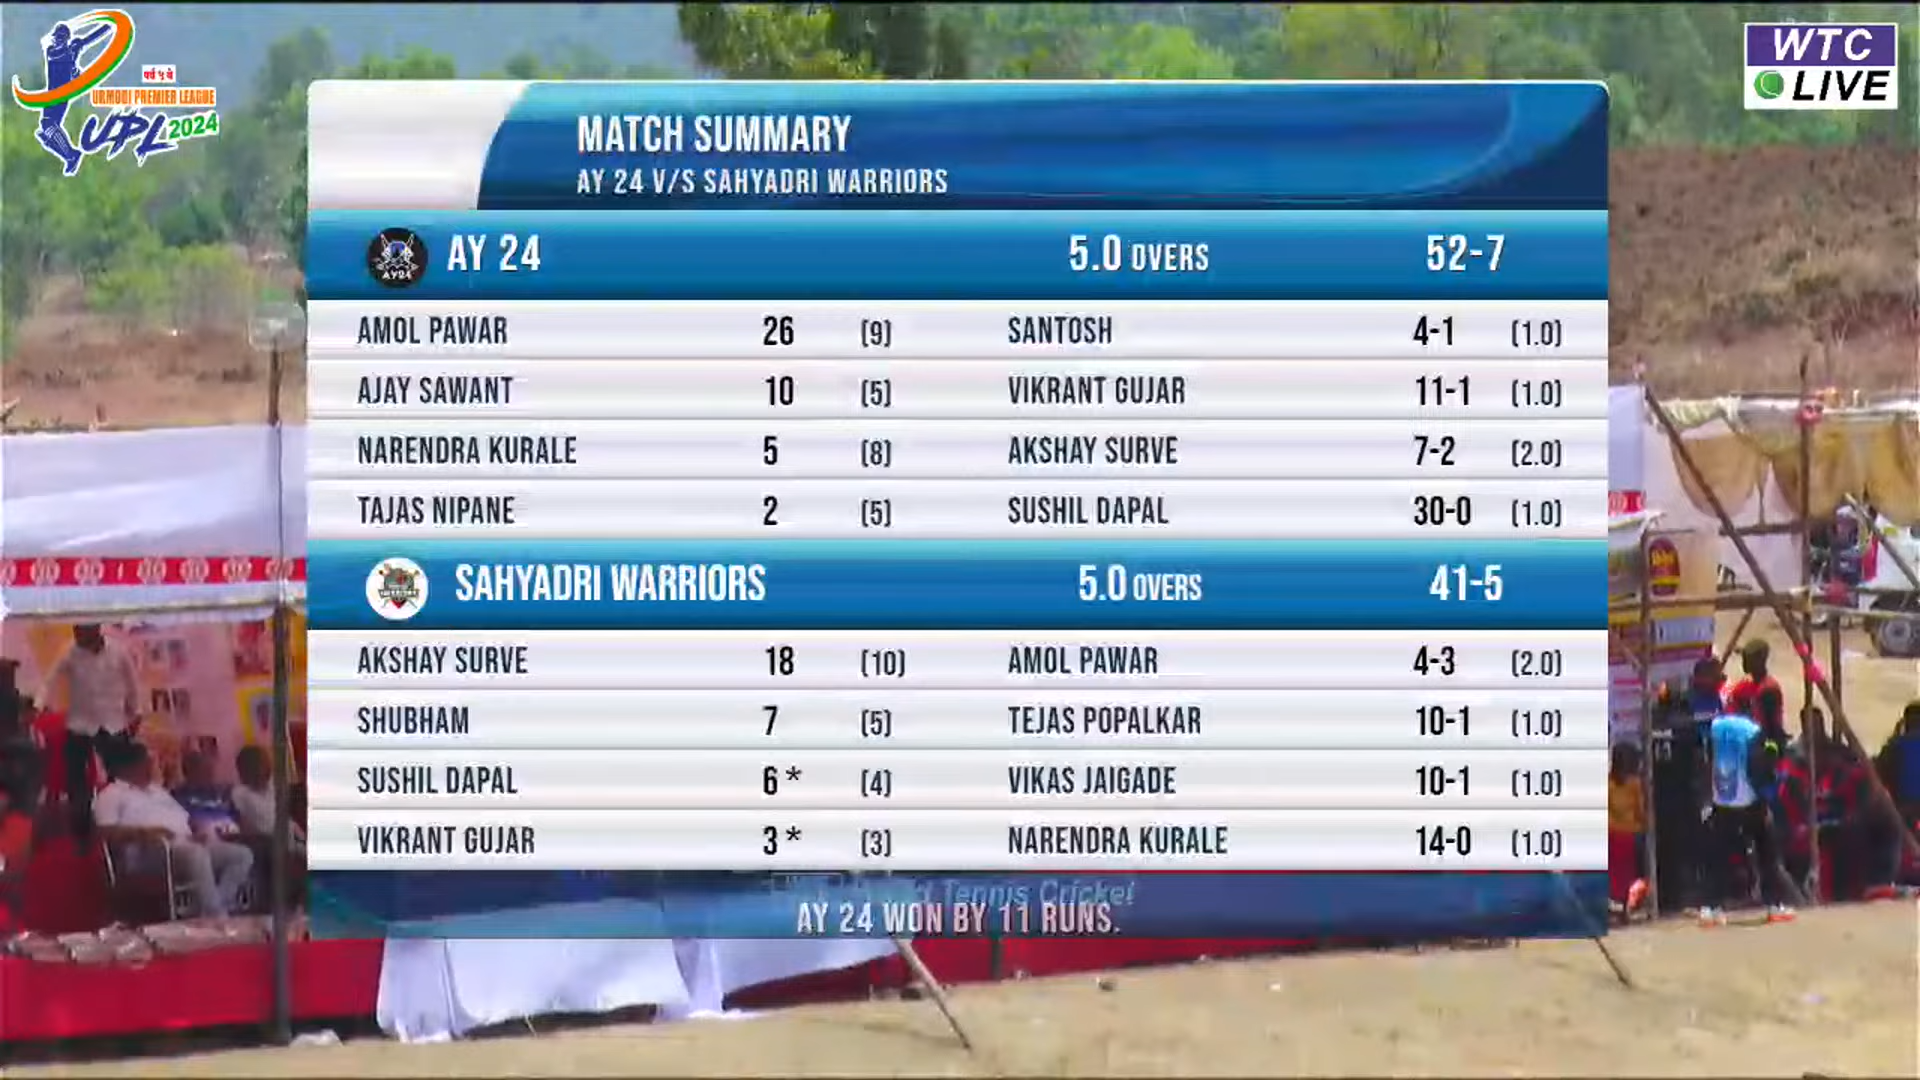 वर्ष ५ वे
URMODI PREMIER LEAGUE
UPL 2024
WTC
LIVE
MATCH SUMMARY
AY 24 V/S SAHYADRI WARRIORS
AY24
AY 24 5.0 OVERS 52-7
AMOL PAWAR 26 (9) SANTOSH 4-1 (1.0)
AJAY SAWANT 10 (5) VIKRANT GUJAR 11-1 (1.0)
NARENDRA KURALE 5 (8) AKSHAY SURVE 7-2 (2.0)
TAJAS NIPANE 2 (5) SUSHIL DAPAL 30-0 (1.0)
SAHYADRI WARRIORS 5.0 OVERS 41-5
AKSHAY SURVE 18 (10) AMOL PAWAR 4-3 (2.0)
SHUBHAM 7 (5) TEJAS POPALKAR 10-1 (1.0)
SUSHIL DAPAL 6* (4) VIKAS JAIGADE 10-1 (1.0)
VIKRANT GUJAR 3* (3) NARENDRA KURALE 14-0 (1.0)
Tennis Cricket
AY 24 WON BY 11 RUNS.